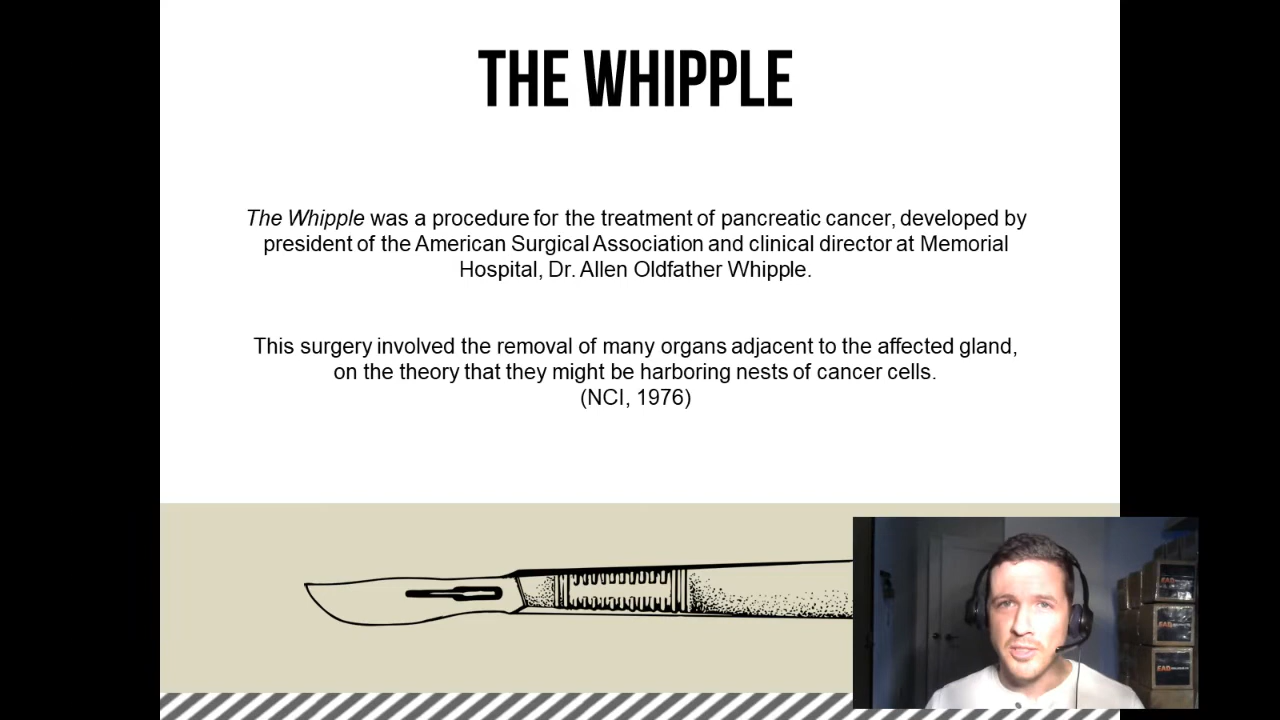 THE WHIPPLE
The Whipple was a procedure for the treatment of pancreatic cancer, developed by
president of the American Surgical Association and clinical director at Memorial
Hospital, Dr. Allen Oldfather Whipple.
This surgery involved the removal of many organs adjacent to the affected gland,
on the theory that they might be harboring nests of cancer cells.
(NCI, 1976)
EAD
EAD
EAD